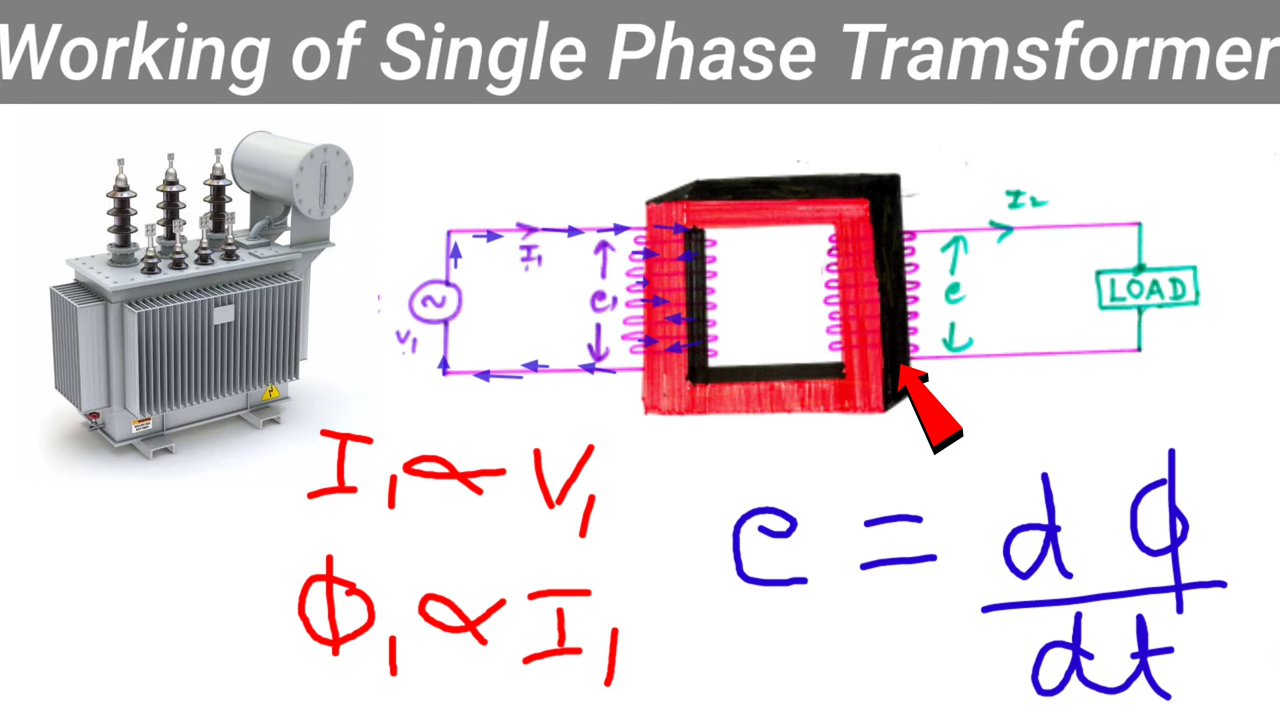 Working of Single Phase Tramsformer
I₂
I₁
e₁
e
LOAD
V₁
I₁ ∝ V₁
e = dΦ/dt
Φ₁ ∝ I₁